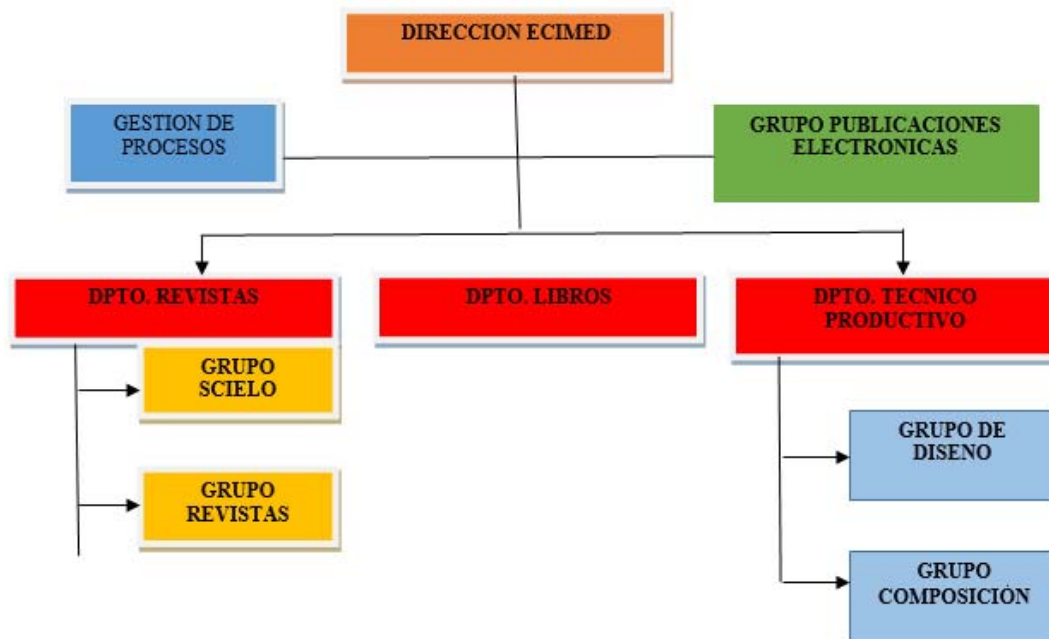 DIRECCION ECIMED
GESTION DE
PROCESOS
GRUPO PUBLICACIONES
ELECTRONICAS
DPTO. REVISTAS
DPTO. LIBROS
DPTO. TECNICO
PRODUCTIVO
GRUPO
SCIELO
GRUPO
REVISTAS
GRUPO DE
DISENO
GRUPO
COMPOSICIÓN